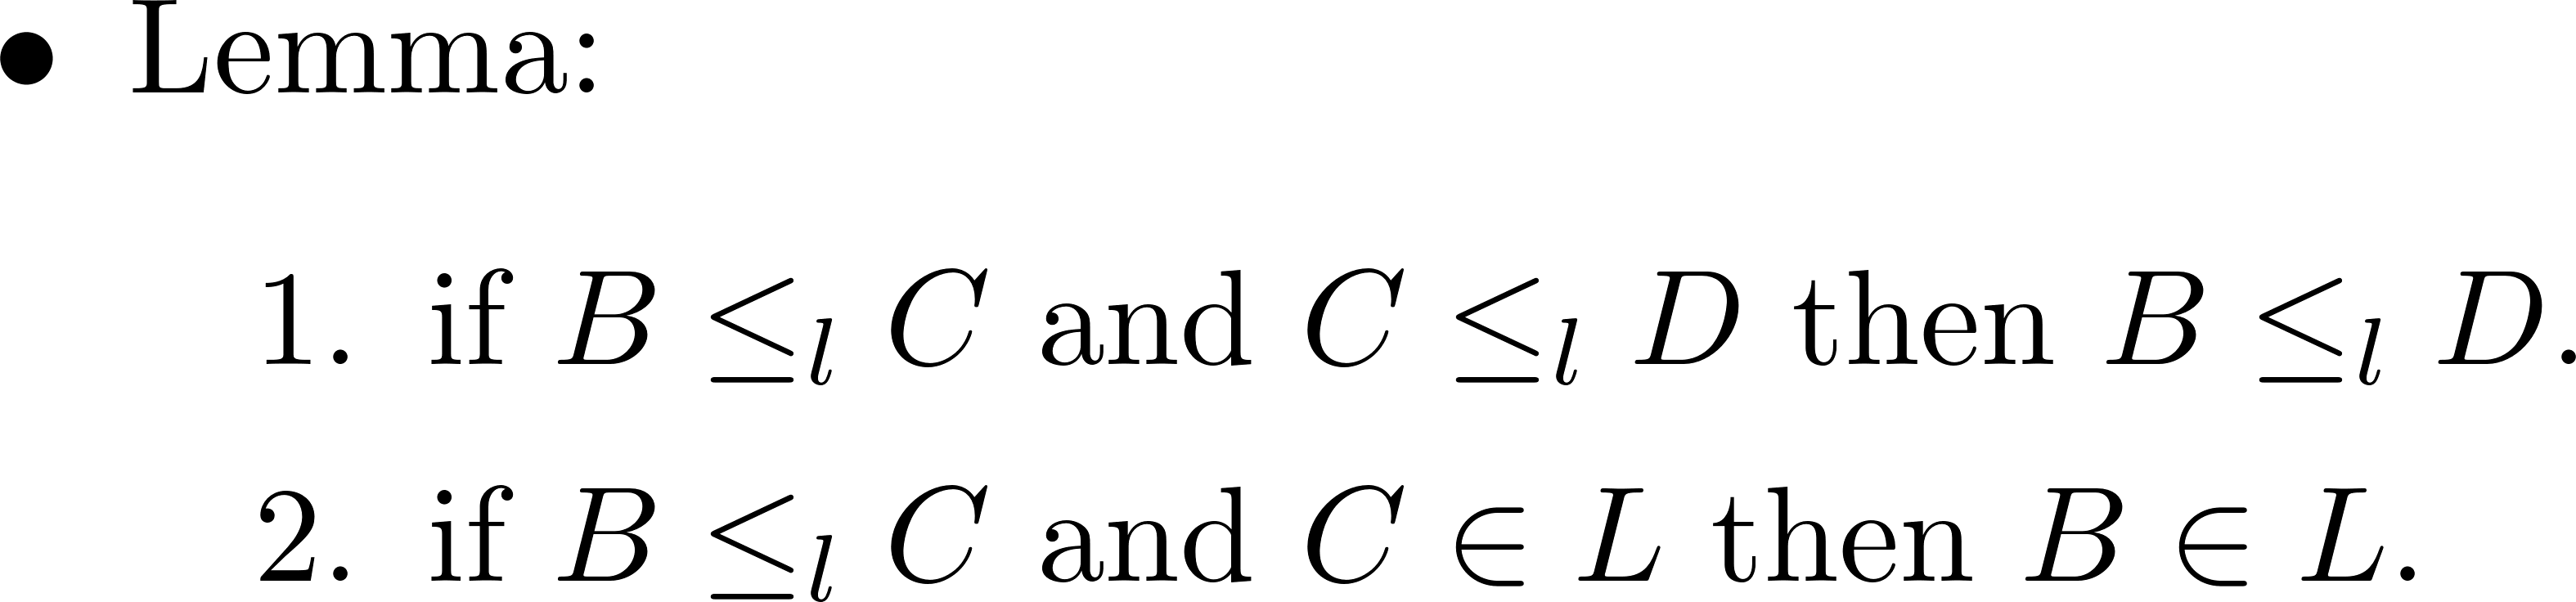 • Lemma:
1. if B ≤ₗ C and C ≤ₗ D then B ≤ₗ D.
2. if B ≤ₗ C and C ∈ L then B ∈ L.